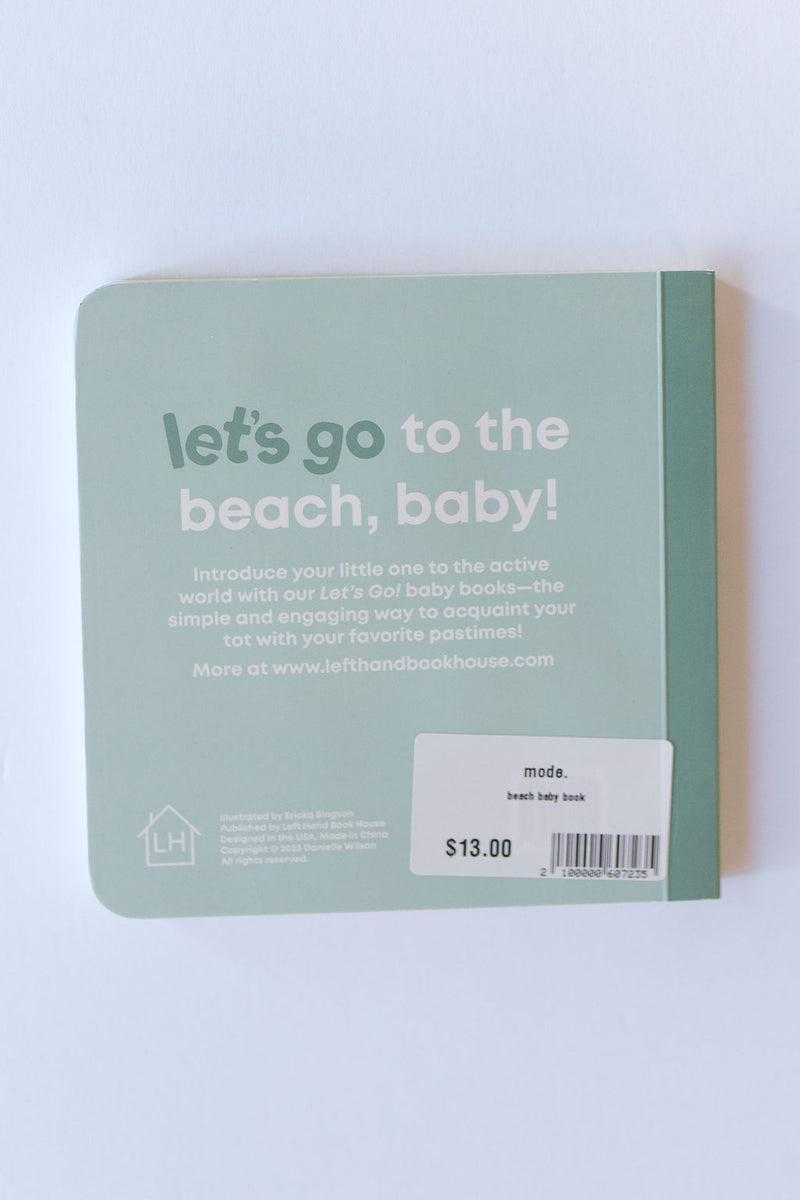 let's go to the
beach, baby!
Introduce your little one to the active
world with our Let's Go! baby books—the
simple and engaging way to acquaint your
tot with your favorite pastimes!
More at www.lefthandbookhouse.com
LH
Illustrated by Ericka Singson
Published by Left Hand Book House
Designed in the USA, Made in China
Copyright © 2023 Danielle Wilson
All rights reserved.
mode.
beach baby book
$13.00
2 100000 607235